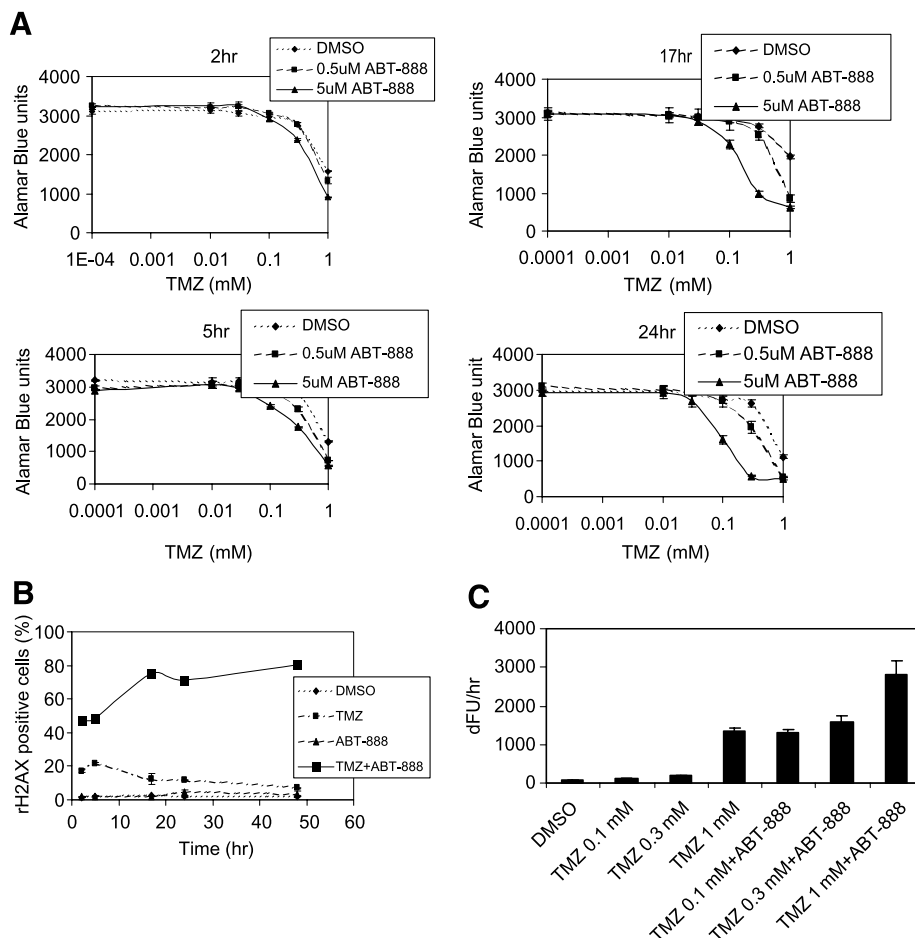 A
2hr
DMSO
0.5uM ABT-888
5uM ABT-888
Alamar Blue units
4000
3000
2000
1000
0
1E-04 0.001 0.01 0.1 1
TMZ (mM)
17hr
DMSO
0.5uM ABT-888
5uM ABT-888
Alamar Blue units
4000
3000
2000
1000
0
0.0001 0.001 0.01 0.1 1
TMZ (mM)
5hr
DMSO
0.5uM ABT-888
5uM ABT-888
Alamar Blue units
4000
3000
2000
1000
0
0.0001 0.001 0.01 0.1 1
TMZ (mM)
24hr
DMSO
0.5uM ABT-888
5uM ABT-888
Alamar Blue unit
4000
3000
2000
1000
0
0.0001 0.001 0.01 0.1 1
TMZ (mM)
B
rH2AX positive cells (%)
100
80
60
40
20
0
0 10 20 30 40 50 60
Time (hr)
DMSO
TMZ
ABT-888
TMZ+ABT-888
C
dFU/hr
4000
3000
2000
1000
0
DMSO
TMZ 0.1 mM
TMZ 0.3 mM
TMZ 1 mM
TMZ 0.1 mM+ABT-888
TMZ 0.3 mM+ABT-888
TMZ 1 mM+ABT-888